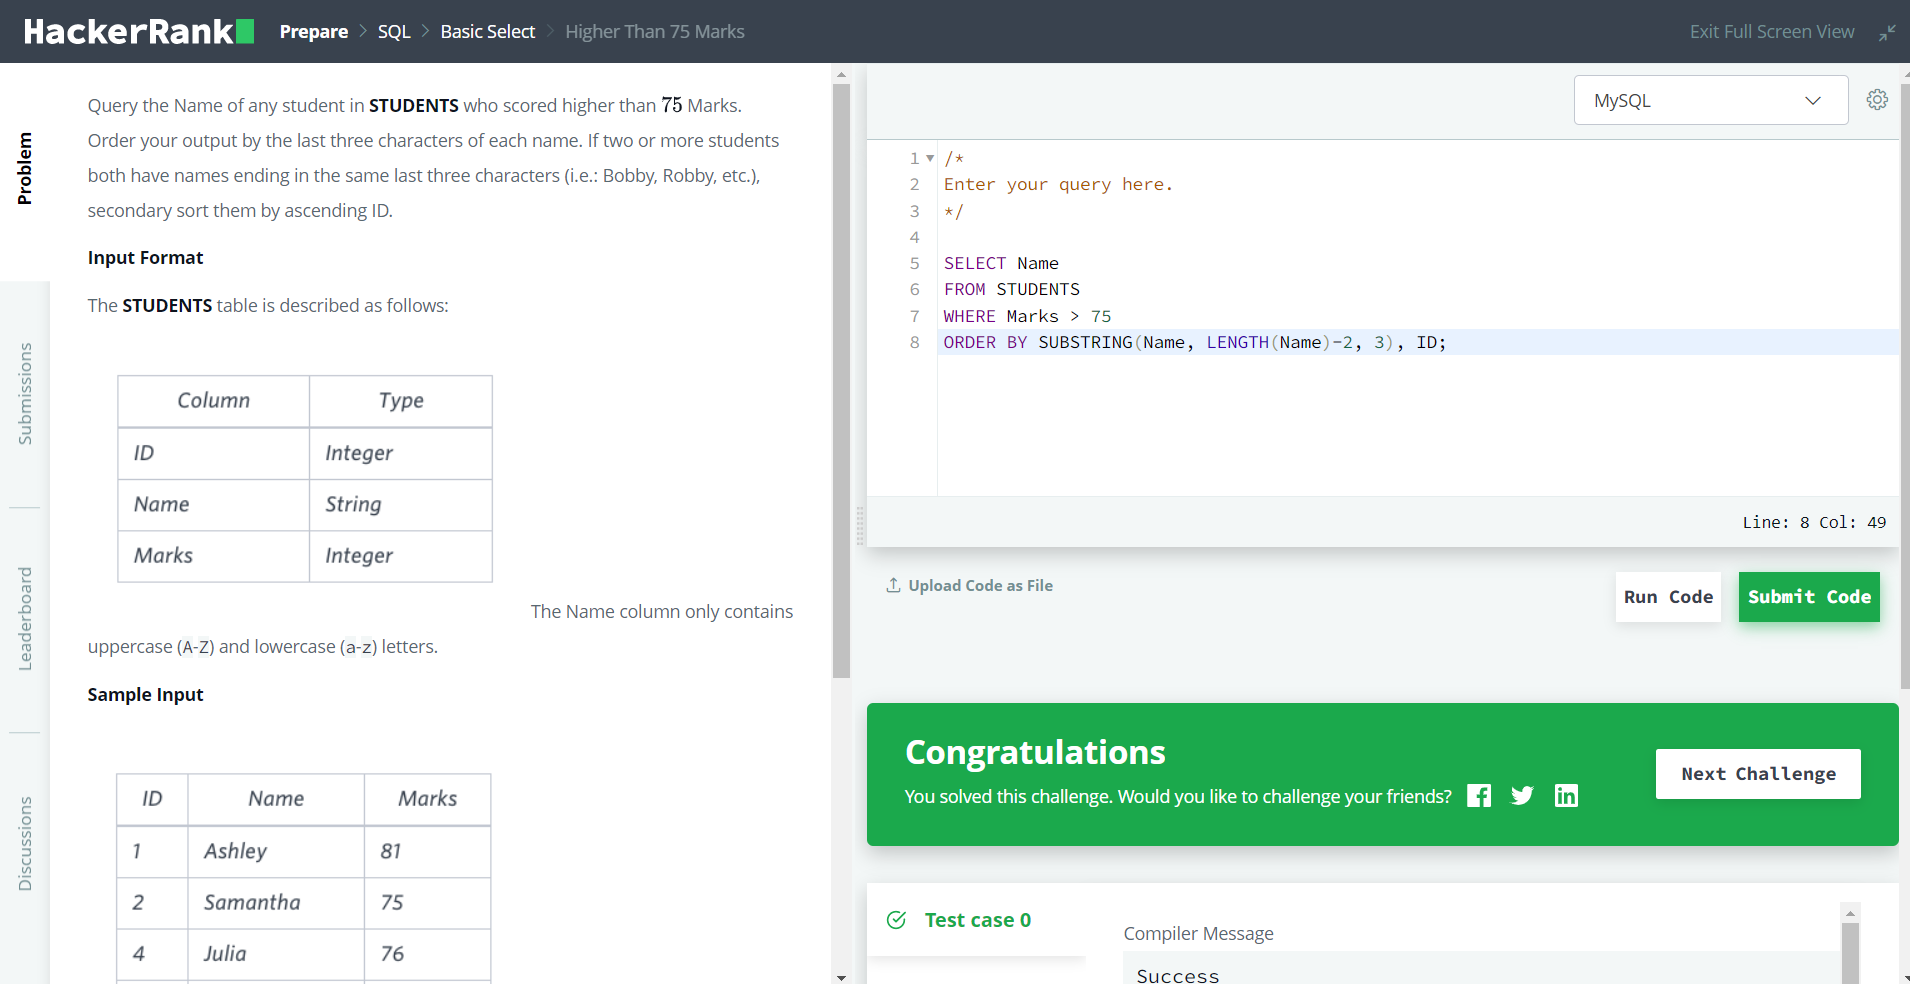 HackerRank
Prepare > SQL > Basic Select > Higher Than 75 Marks
Exit Full Screen View
Problem
Submissions
Leaderboard
Discussions
Query the Name of any student in STUDENTS who scored higher than 75 Marks.
Order your output by the last three characters of each name. If two or more students
both have names ending in the same last three characters (i.e.: Bobby, Robby, etc.),
secondary sort them by ascending ID.
Input Format
The STUDENTS table is described as follows:
Column Type
ID Integer
Name String
Marks Integer
The Name column only contains
uppercase (A-Z) and lowercase (a-z) letters.
Sample Input
ID Name Marks
1 Ashley 81
2 Samantha 75
4 Julia 76
MySQL
1 /*
2 Enter your query here.
3 */
4
5 SELECT Name
6 FROM STUDENTS
7 WHERE Marks > 75
8 ORDER BY SUBSTRING(Name, LENGTH(Name)-2, 3), ID;
Line: 8 Col: 49
Upload Code as File
Run Code
Submit Code
Congratulations
You solved this challenge. Would you like to challenge your friends?
Next Challenge
Test case 0
Compiler Message
Success